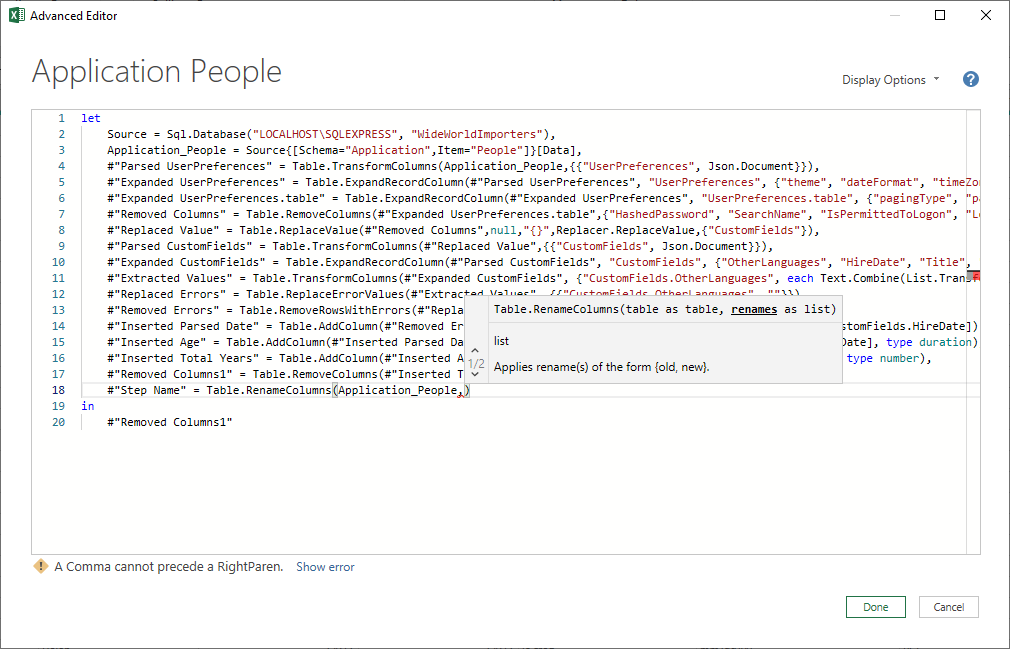 Advanced Editor
Application People
Display Options
?
1 let
2 Source = Sql.Database("LOCALHOST\SQLEXPRESS", "WideWorldImporters"),
3 Application_People = Source{[Schema="Application",Item="People"]}[Data],
4 #"Parsed UserPreferences" = Table.TransformColumns(Application_People,{{"UserPreferences", Json.Document}}),
5 #"Expanded UserPreferences" = Table.ExpandRecordColumn(#"Parsed UserPreferences", "UserPreferences", {"theme", "dateFormat", "timeZo
6 #"Expanded UserPreferences.table" = Table.ExpandRecordColumn(#"Expanded UserPreferences", "UserPreferences.table", {"pagingType", "pa
7 #"Removed Columns" = Table.RemoveColumns(#"Expanded UserPreferences.table",{"HashedPassword", "SearchName", "IsPermittedToLogon", "Lo
8 #"Replaced Value" = Table.ReplaceValue(#"Removed Columns",null,"{}",Replacer.ReplaceValue,{"CustomFields"}),
9 #"Parsed CustomFields" = Table.TransformColumns(#"Replaced Value",{{"CustomFields", Json.Document}}),
10 #"Expanded CustomFields" = Table.ExpandRecordColumn(#"Parsed CustomFields", "CustomFields", {"OtherLanguages", "HireDate", "Title",
11 #"Extracted Values" = Table.TransformColumns(#"Expanded CustomFields", {"CustomFields.OtherLanguages", each Text.Combine(List.Transf
12 #"Replaced Errors" = Table.ReplaceErrorValues(#"Extracted Values", {{"CustomFields.OtherLanguages", ""}})
13 #"Removed Errors" = Table.RemoveRowsWithErrors(#"Repla
14 #"Inserted Parsed Date" = Table.AddColumn(#"Removed Er stomFields.HireDate])
15 #"Inserted Age" = Table.AddColumn(#"Inserted Parsed Da Date], type duration)
16 #"Inserted Total Years" = Table.AddColumn(#"Inserted A type number),
17 #"Removed Columns1" = Table.RemoveColumns(#"Inserted T
18 #"Step Name" = Table.RenameColumns(Application_People,)
19 in
20 #"Removed Columns1"
Table.RenameColumns(table as table, renames as list)
list
1/2
Applies rename(s) of the form {old, new}.
A Comma cannot precede a RightParen. Show error
Done Cancel